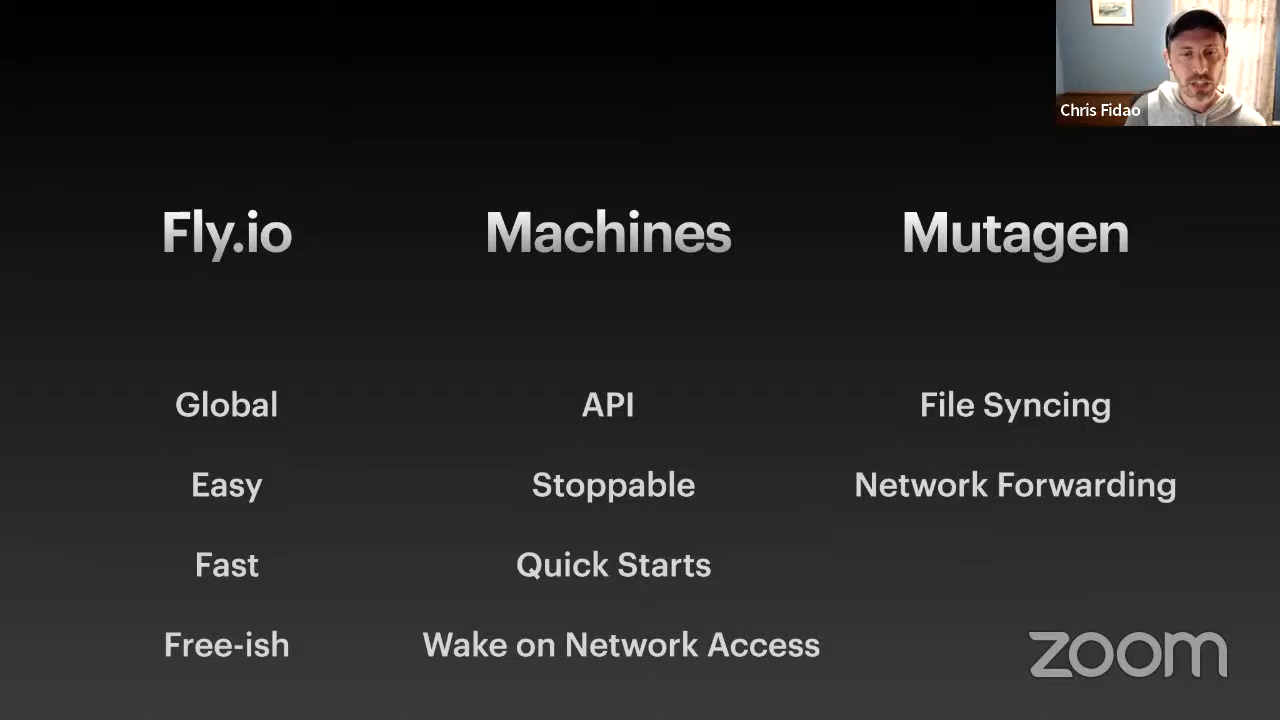 Chris Fidao
Fly.io Machines Mutagen
Global API File Syncing
Easy Stoppable Network Forwarding
Fast Quick Starts
Free-ish Wake on Network Access
zoom